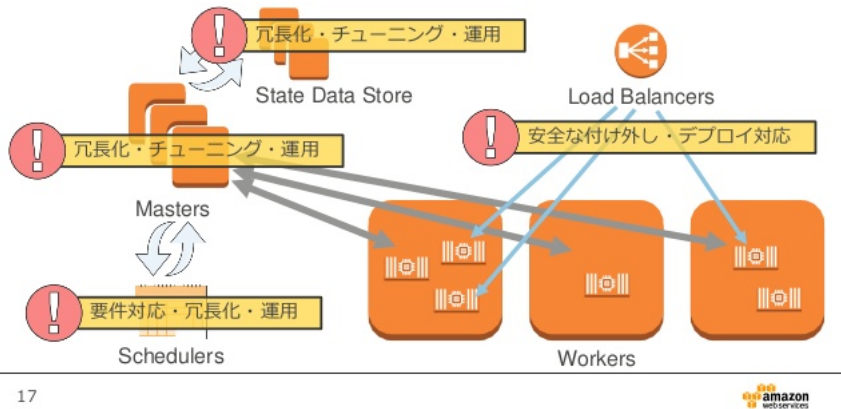 冗長化・チューニング・運用
State Data Store
Load Balancers
冗長化・チューニング・運用
安全な付け外し・デプロイ対応
Masters
要件対応・冗長化・運用
Schedulers
Workers
17
amazon
webservices